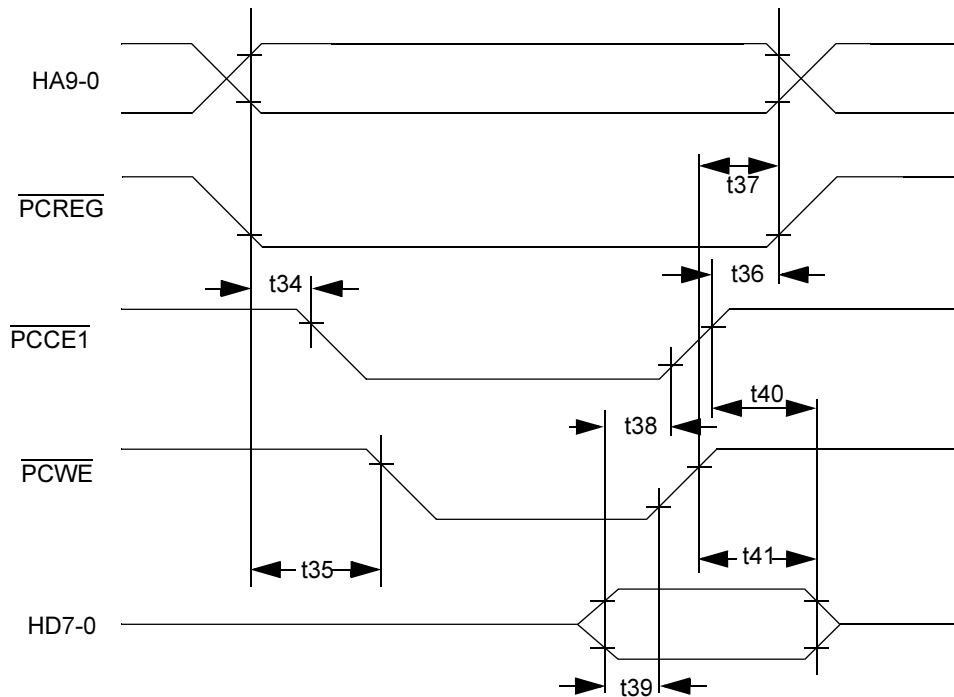 HA9-0
t37
PCREG
t36
t34
PCCE1
t40
t38
PCWE
t41
t35
HD7-0
t39